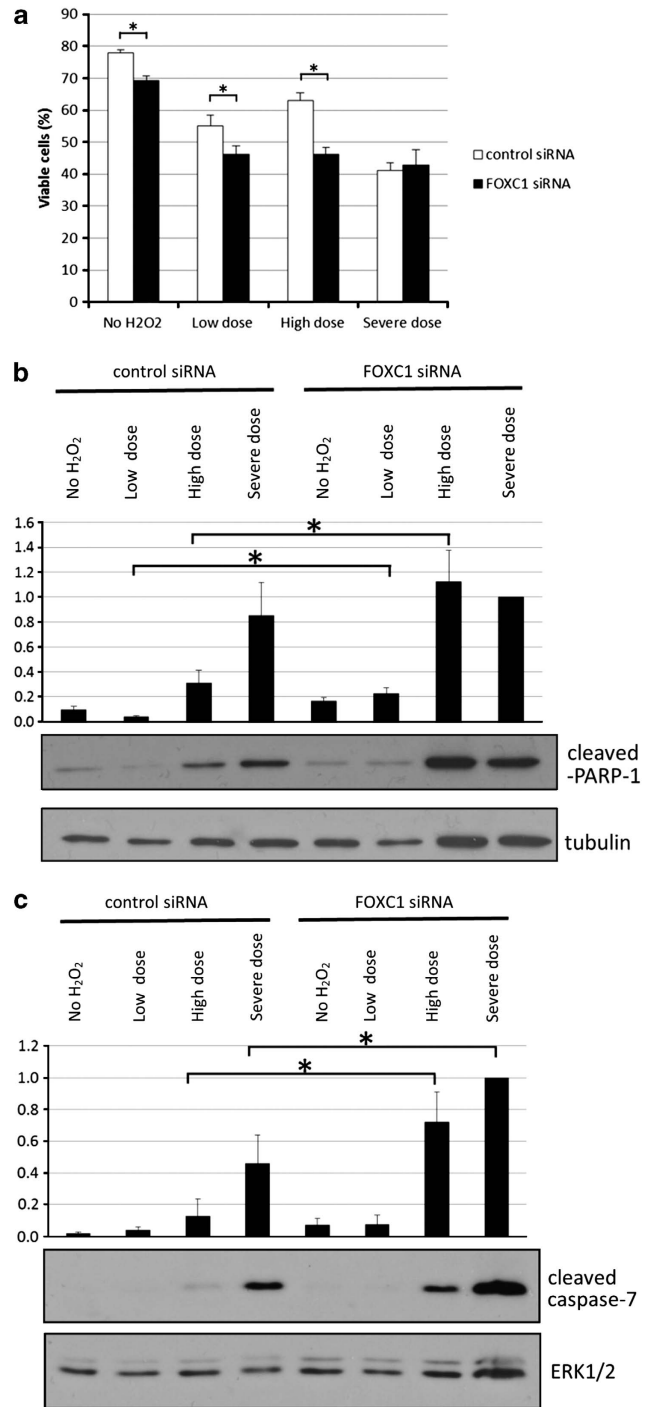 a
90
80
70
60
50
40
30
20
10
0
Viable cells (%)
*
*
*
No H2O2
Low dose
High dose
Severe dose
control siRNA
FOXC1 siRNA
b
control siRNA
FOXC1 siRNA
No H₂O₂
Low dose
High dose
Severe dose
No H₂O₂
Low dose
High dose
Severe dose
1.6
1.4
1.2
1.0
0.8
0.6
0.4
0.2
0.0
*
*
cleaved
-PARP-1
tubulin
c
control siRNA
FOXC1 siRNA
No H₂O₂
Low dose
High dose
Severe dose
No H₂O₂
Low dose
High dose
Severe dose
1.2
1.0
0.8
0.6
0.4
0.2
0.0
*
*
cleaved
caspase-7
ERK1/2